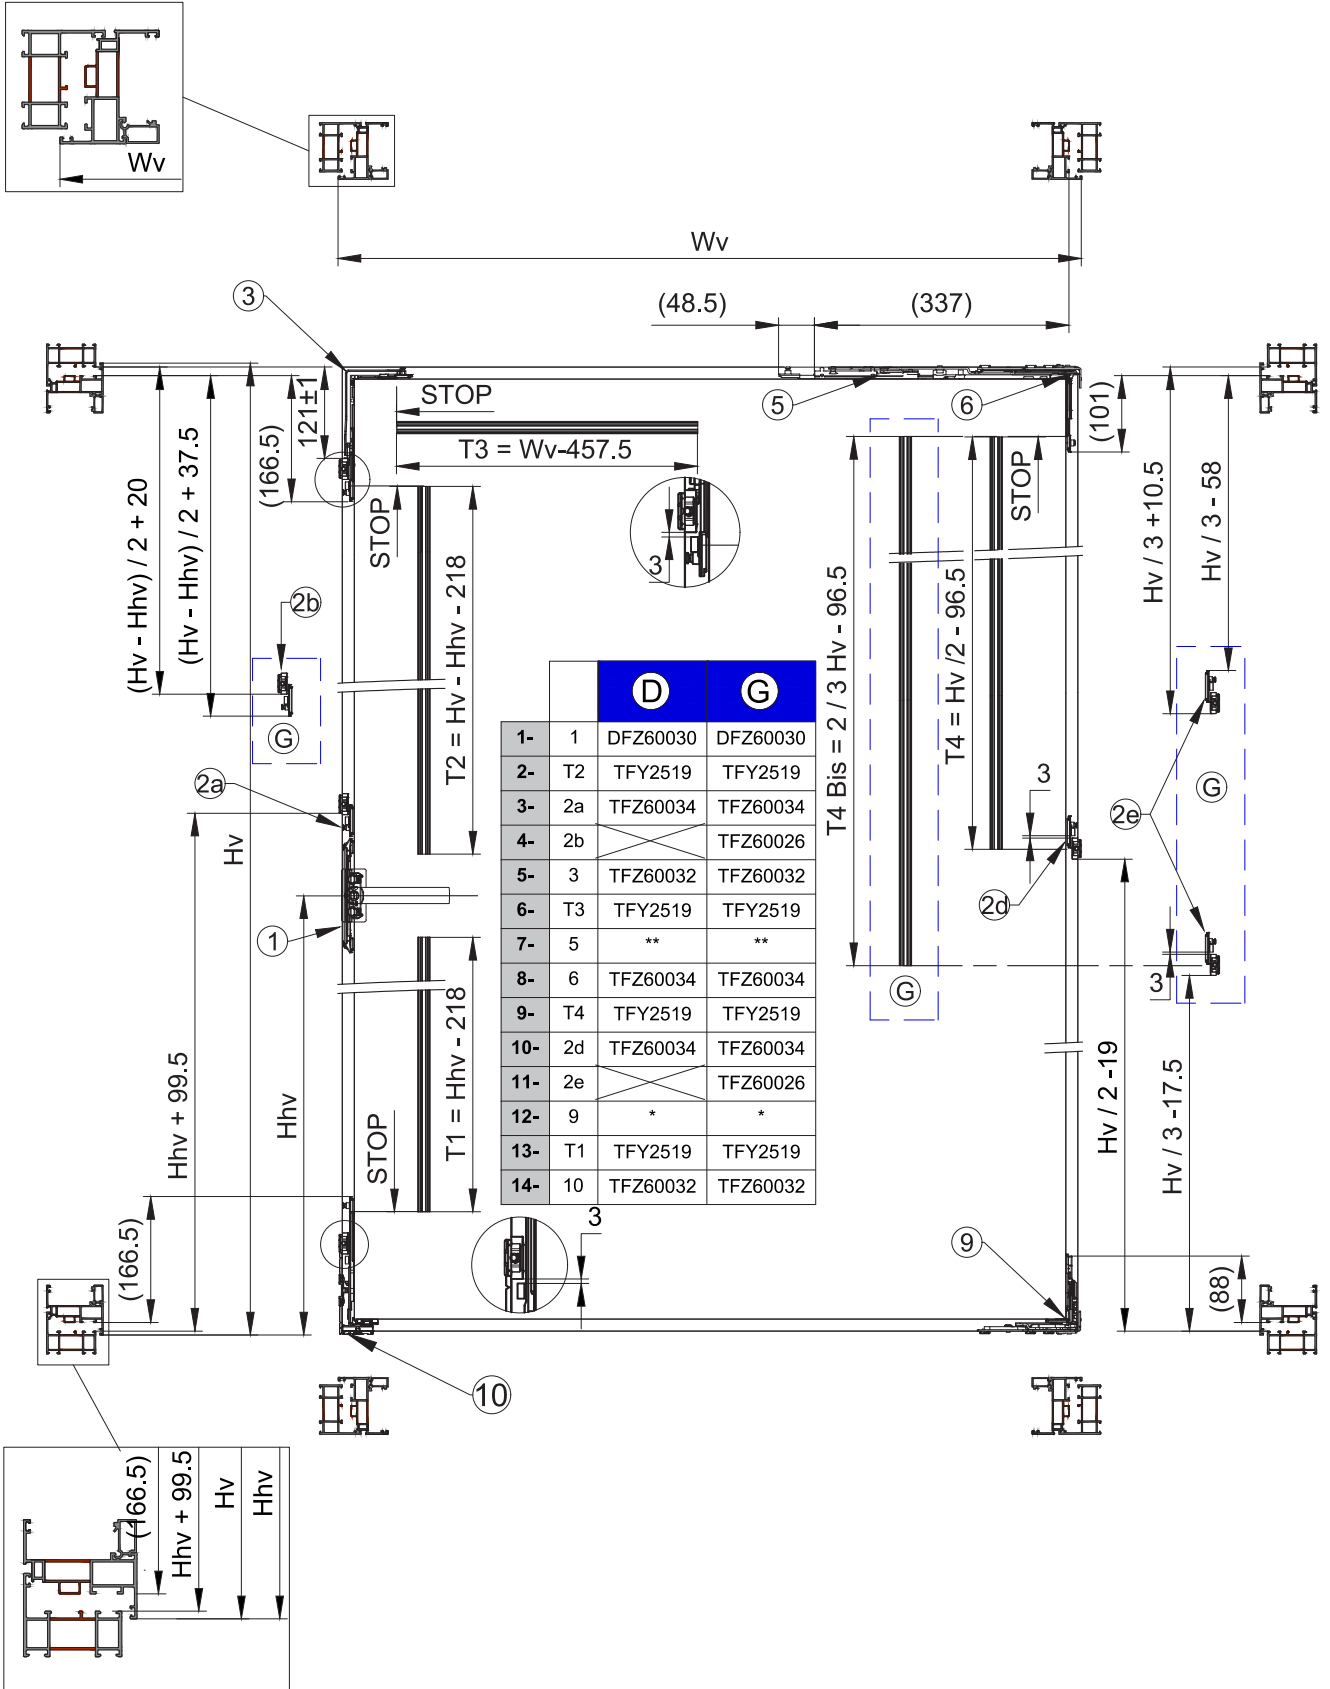 Wv
Wv
(48.5)
(337)
3
5
6
STOP
T3 = Wv-457.5
121±1
(166.5)
(Hv - Hhv) / 2 + 37.5
(Hv - Hhv) / 2 + 20
STOP
T2 = Hv - Hhv - 218
3
2b
G
2a
Hv
1
Hhv + 99.5
Hhv
(166.5)
STOP
T1 = Hhv - 218
3
10
T4 Bis = 2 / 3 Hv - 96.5
G
T4 = Hv /2 - 96.5
STOP
(101)
3
2d
Hv / 3 +10.5
Hv / 3 - 58
G
2e
3
Hv / 2 -19
Hv / 3 -17.5
9
(88)
D G
1- 1 DFZ60030 DFZ60030
2- T2 TFY2519 TFY2519
3- 2a TFZ60034 TFZ60034
4- 2b TFZ60026
5- 3 TFZ60032 TFZ60032
6- T3 TFY2519 TFY2519
7- 5 ** **
8- 6 TFZ60034 TFZ60034
9- T4 TFY2519 TFY2519
10- 2d TFZ60034 TFZ60034
11- 2e TFZ60026
12- 9 * *
13- T1 TFY2519 TFY2519
14- 10 TFZ60032 TFZ60032
(166.5)
Hhv + 99.5
Hv
Hhv